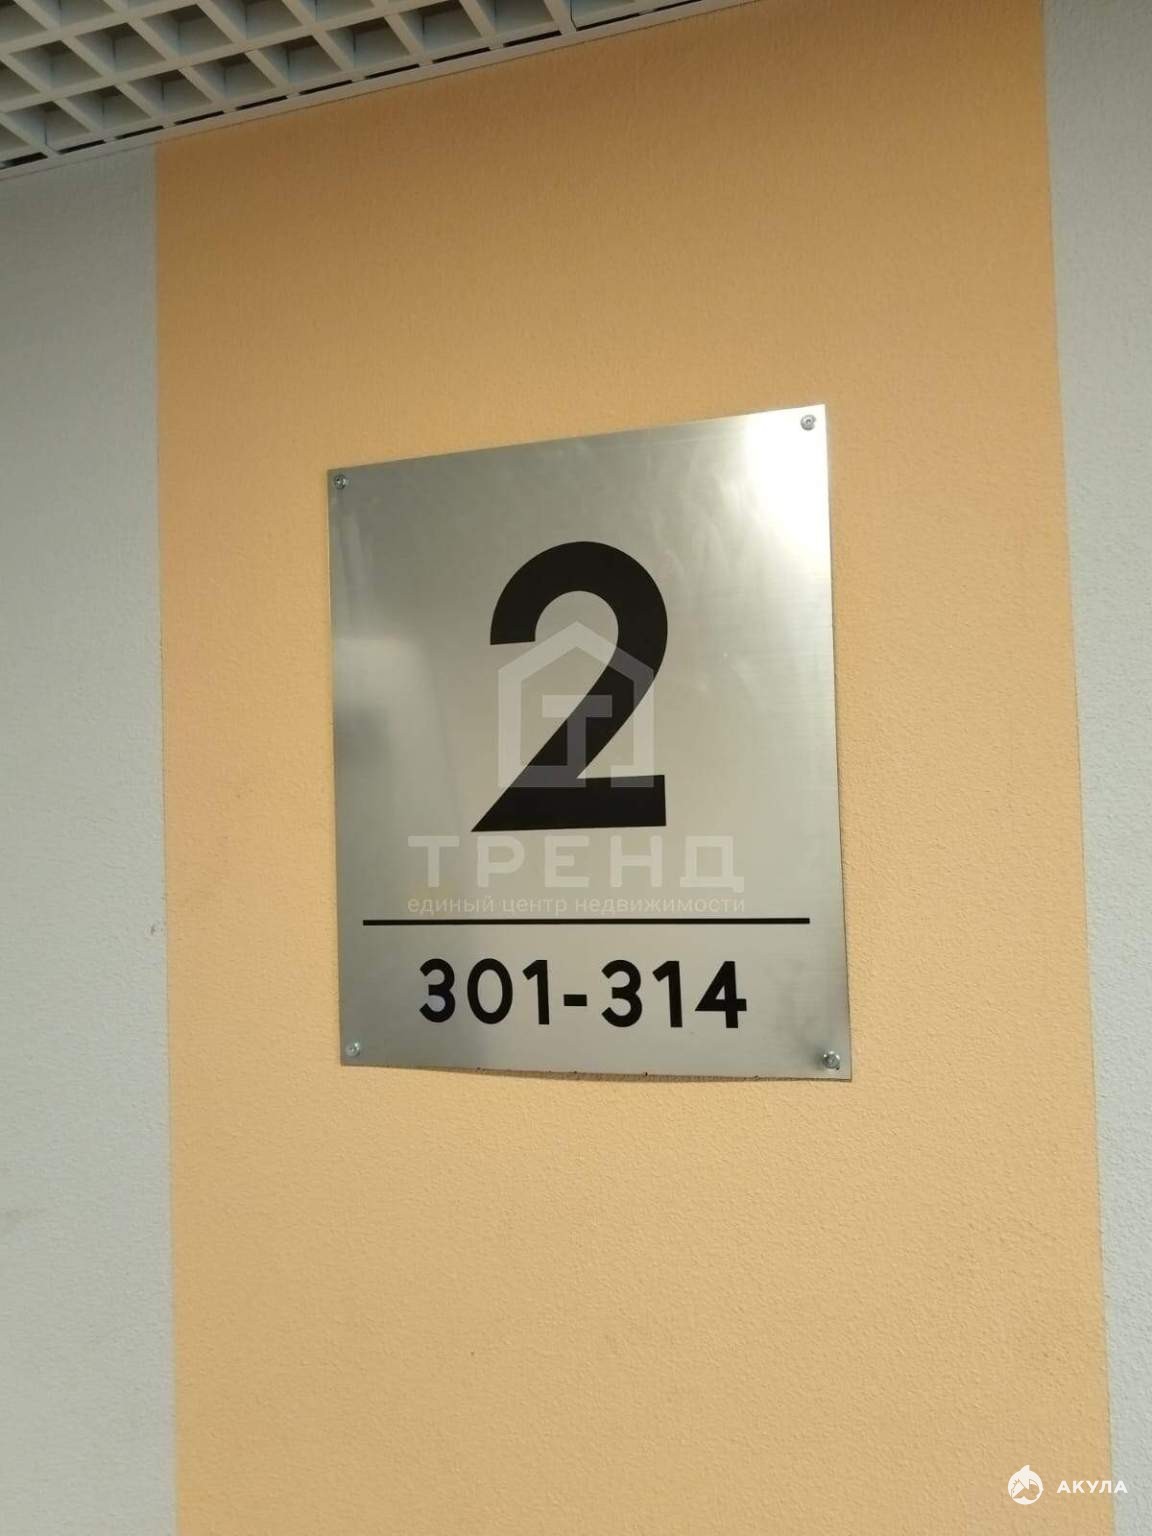 2
ТРЕНД
единый центр недвижимости
301-314
АКУЛА